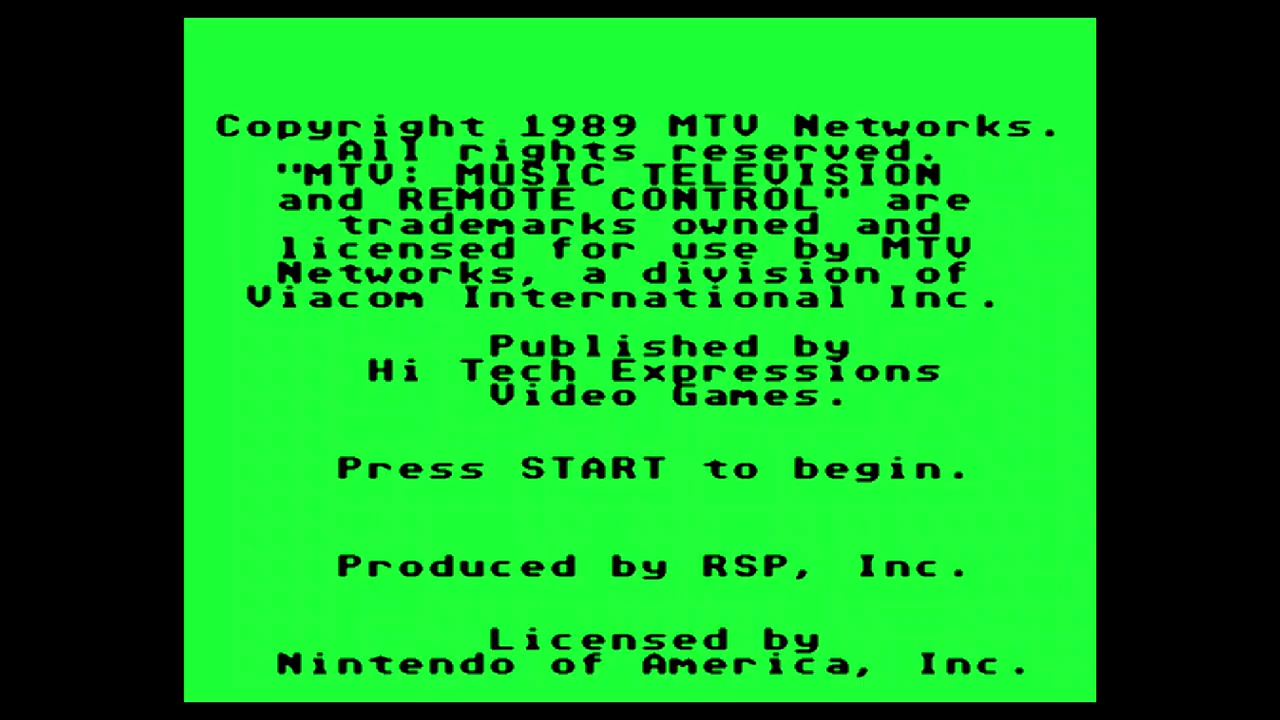 Copyright 1989 MTV Networks.
All rights reserved.
"MTV: MUSIC TELEVISION
and REMOTE CONTROL" are
trademarks owned and
licensed for use by MTV
Networks, a division of
Viacom International Inc.
Published by
Hi Tech Expressions
Video Games.
Press START to begin.
Produced by RSP, Inc.
Licensed by
Nintendo of America, Inc.